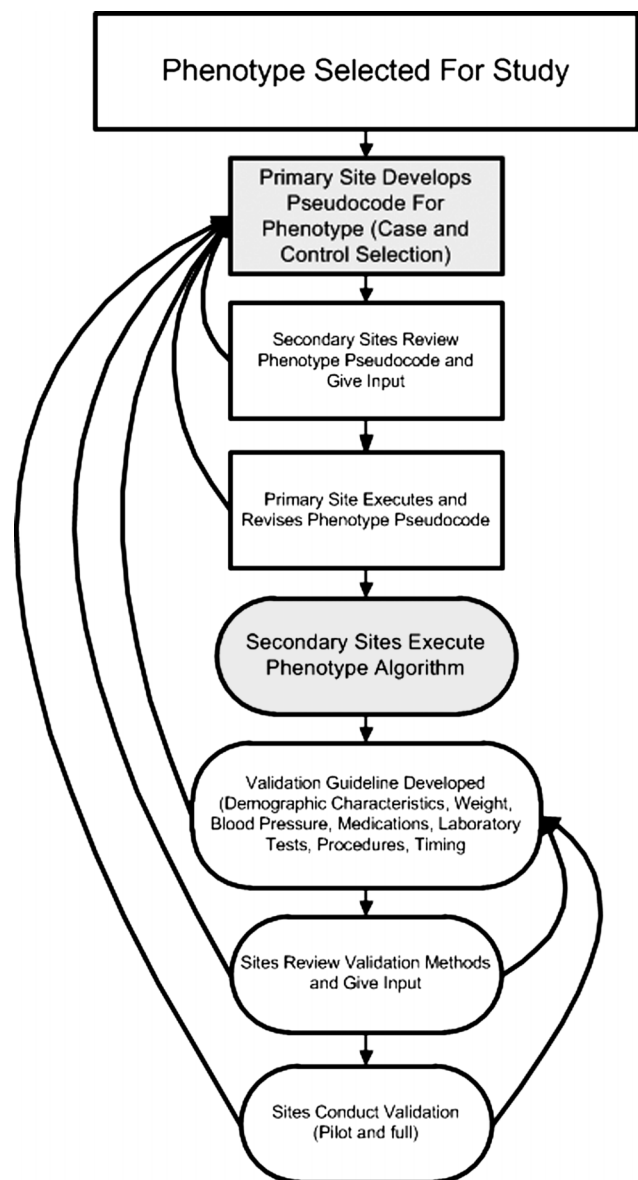 Phenotype Selected For Study
Primary Site Develops
Pseudocode For
Phenotype (Case and
Control Selection)
Secondary Sites Review
Phenotype Pseudocode and
Give Input
Primary Site Executes and
Revises Phenotype Pseudocode
Secondary Sites Execute
Phenotype Algorithm
Validation Guideline Developed
(Demographic Characteristics, Weight,
Blood Pressure, Medications, Laboratory
Tests, Procedures, Timing
Sites Review Validation Methods
and Give Input
Sites Conduct Validation
(Pilot and full)